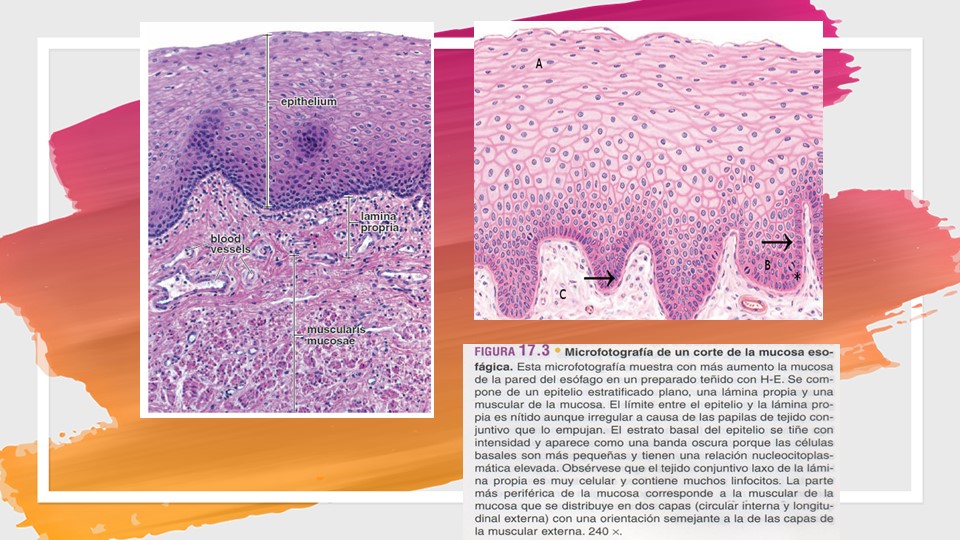 epithelium
lamina
propria
blood
vessels
muscularis
mucosae
A
B
*
C
FIGURA 17.3 • Microfotografía de un corte de la mucosa eso-
fágica. Esta microfotografía muestra con más aumento la mucosa
de la pared del esófago en un preparado teñido con H-E. Se com-
pone de un epitelio estratificado plano, una lámina propia y una
muscular de la mucosa. El límite entre el epitelio y la lámina pro-
pia es nítido aunque irregular a causa de las papilas de tejido con-
juntivo que lo empujan. El estrato basal del epitelio se tiñe con
intensidad y aparece como una banda oscura porque las células
basales son más pequeñas y tienen una relación nucleocitoplas-
mática elevada. Obsérvese que el tejido conjuntivo laxo de la lámi-
na propia es muy celular y contiene muchos linfocitos. La parte
más periférica de la mucosa corresponde a la muscular de la
mucosa que se distribuye en dos capas (circular interna y longitu-
dinal externa) con una orientación semejante a la de las capas de
la muscular externa. 240 ×.